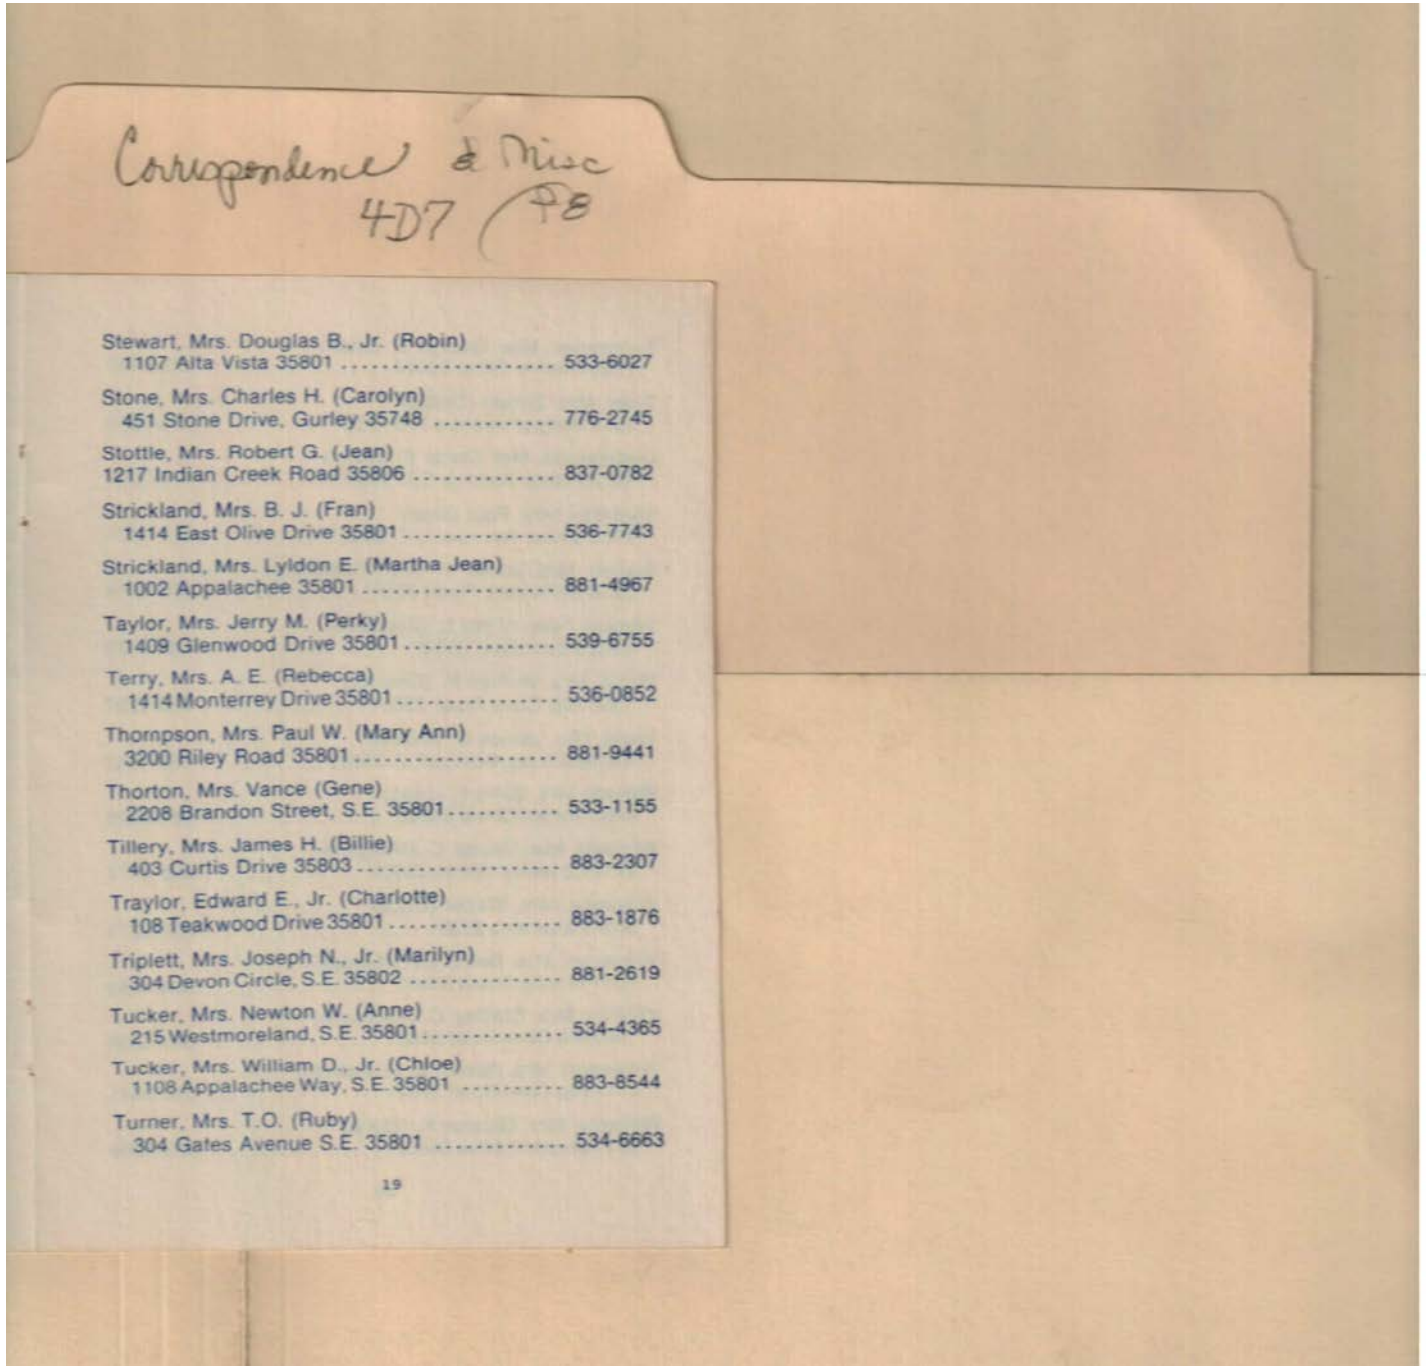 Correspondence & Misc
4D7
Stewart, Mrs. Douglas B., Jr. (Robin)
1107 Alta Vista 35801 ..................... 533-6027
Stone, Mrs. Charles H. (Carolyn)
451 Stone Drive, Gurley 35748 ............ 776-2745
Stottle, Mrs. Robert G. (Jean)
1217 Indian Creek Road 35806 .............. 837-0782
Strickland, Mrs. B. J. (Fran)
1414 East Olive Drive 35801 ............... 536-7743
Strickland, Mrs. Lyldon E. (Martha Jean)
1002 Appalachee 35801 ................... 881-4967
Taylor, Mrs. Jerry M. (Perky)
1409 Glenwood Drive 35801 ............... 539-6755
Terry, Mrs. A. E. (Rebecca)
1414 Monterrey Drive 35801 ................ 536-0852
Thompson, Mrs. Paul W. (Mary Ann)
3200 Riley Road 35801 .................... 881-9441
Thorton, Mrs. Vance (Gene)
2208 Brandon Street, S.E. 35801 ........... 533-1155
Tillery, Mrs. James H. (Billie)
403 Curtis Drive 35803 .................... 883-2307
Traylor, Edward E., Jr. (Charlotte)
108 Teakwood Drive 35801 ................. 883-1876
Triplett, Mrs. Joseph N., Jr. (Marilyn)
304 Devon Circle, S.E. 35802 ............... 881-2619
Tucker, Mrs. Newton W. (Anne)
215 Westmoreland, S.E. 35801 .............. 534-4365
Tucker, Mrs. William D., Jr. (Chloe)
1108 Appalachee Way, S.E. 35801 .......... 883-8544
Turner, Mrs. T.O. (Ruby)
304 Gates Avenue S.E. 35801 ............. 534-6663
19